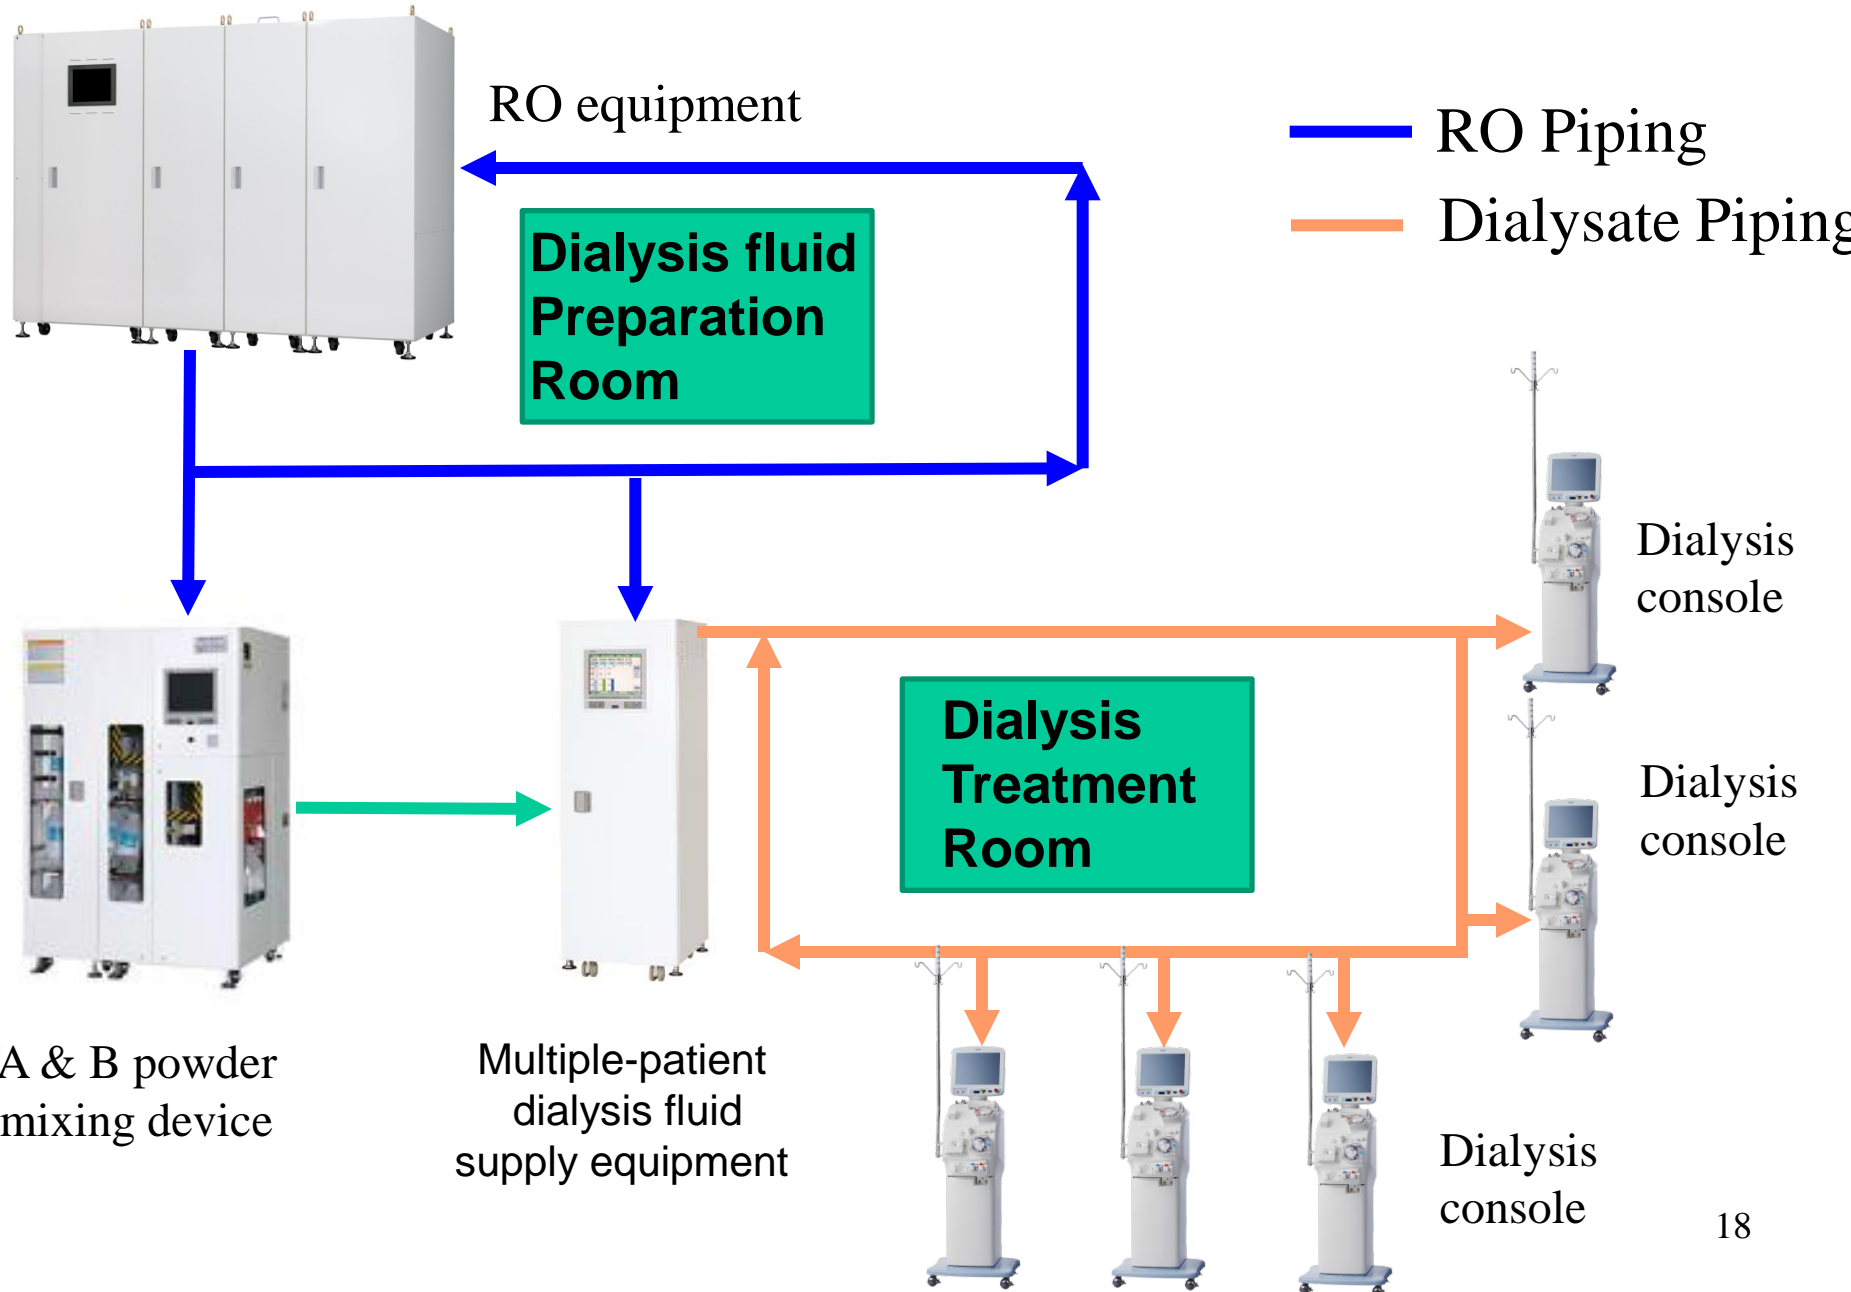 RO equipment
RO Piping
Dialysate Piping
Dialysis fluid
Preparation
Room
Dialysis
console
Dialysis
Treatment
Room
Dialysis
console
A & B powder
mixing device
Multiple-patient
dialysis fluid
supply equipment
Dialysis
console
18